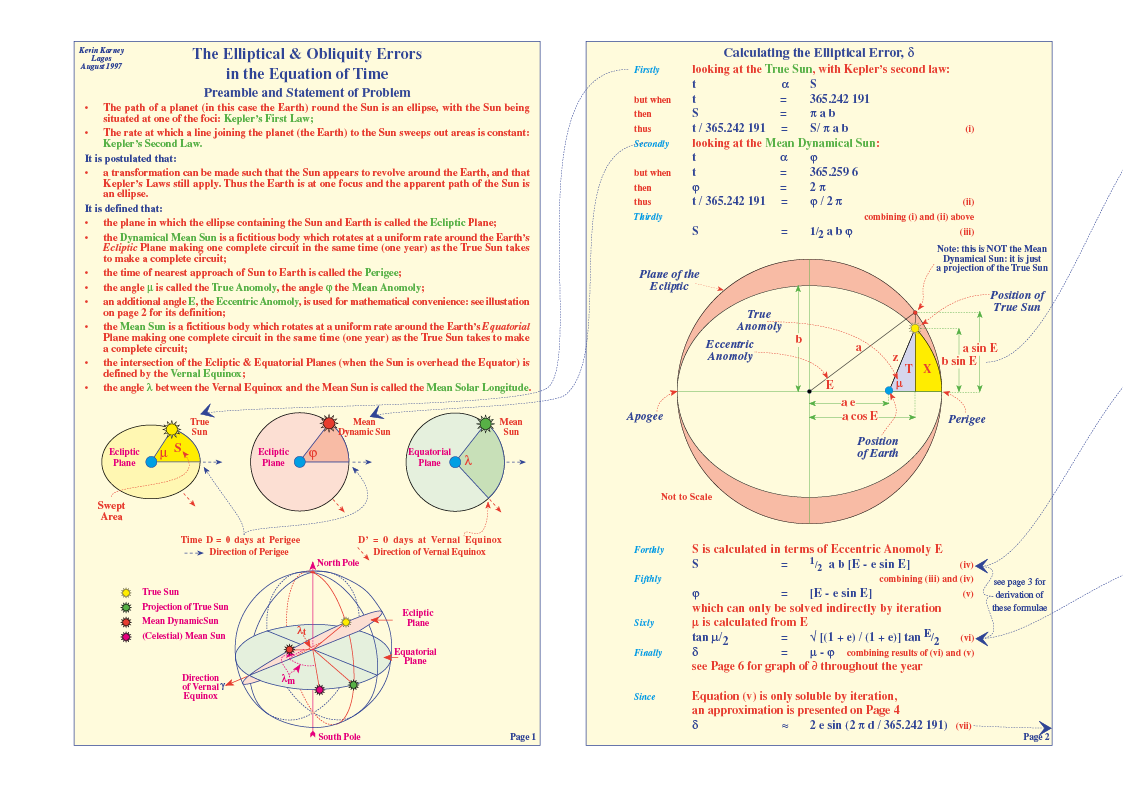 Kevin Karney
Lagos
August 1997
The Elliptical & Obliquity Errors
in the Equation of Time
Preamble and Statement of Problem
• The path of a planet (in this case the Earth) round the Sun is an ellipse, with the Sun being
situated at one of the foci: Kepler's First Law;
• The rate at which a line joining the planet (the Earth) to the Sun sweeps out areas is constant:
Kepler's Second Law.
It is postulated that:
• a transformation can be made such that the Sun appears to revolve around the Earth, and that
Kepler's Laws still apply. Thus the Earth is at one focus and the apparent path of the Sun is
an ellipse.
It is defined that:
• the plane in which the ellipse containing the Sun and Earth is called the Ecliptic Plane;
• the Dynamical Mean Sun is a fictitious body which rotates at a uniform rate around the Earth's
Ecliptic Plane making one complete circuit in the same time (one year) as the True Sun takes
to make a complete circuit;
• the time of nearest approach of Sun to Earth is called the Perigee;
• the angle μ is called the True Anomoly, the angle φ the Mean Anomoly;
• an additional angle E, the Eccentric Anomoly, is used for mathematical convenience: see illustration
on page 2 for its definition;
• the Mean Sun is a fictitious body which rotates at a uniform rate around the Earth's Equatorial
Plane making one complete circuit in the same time (one year) as the True Sun takes to make
a complete circuit;
• the intersection of the Ecliptic & Equatorial Planes (when the Sun is overhead the Equator) is
defined by the Vernal Equinox;
• the angle λ between the Vernal Equinox and the Mean Sun is called the Mean Solar Longitude.
True
Sun
Ecliptic
Plane
μ
S
Swept
Area
Mean
Dynamic Sun
Ecliptic
Plane
φ
Mean
Sun
Equatorial
Plane
λ
Time D = 0 days at Perigee
Direction of Perigee
D' = 0 days at Vernal Equinox
Direction of Vernal Equinox
North Pole
True Sun
Projection of True Sun
Mean DynamicSun
(Celestial) Mean Sun
Ecliptic
Plane
Equatorial
Plane
λt
λm
Direction
of Vernal ϒ
Equinox
South Pole
Page 1
Calculating the Elliptical Error, δ
Firstly looking at the True Sun, with Kepler's second law:
t α S
but when t = 365.242 191
then S = π a b
thus t / 365.242 191 = S/ π a b (i)
Secondly looking at the Mean Dynamical Sun:
t α φ
but when t = 365.259 6
then φ = 2 π
thus t / 365.242 191 = φ / 2 π (ii)
Thirdly combining (i) and (ii) above
S = 1/2 a b φ (iii)
Note: this is NOT the Mean
Dynamical Sun: it is just
a projection of the True Sun
Plane of the
Ecliptic
Position of
True Sun
True
Anomoly
Eccentric
Anomoly
b
a
z
T
X
E
μ
a sin E
b sin E
a e
a cos E
Apogee
Perigee
Position
of Earth
Not to Scale
Forthly S is calculated in terms of Eccentric Anomoly E
S = 1/2 a b [E - e sin E] (iv)
Fifthly combining (iii) and (iv)
φ = [E - e sin E] (v)
which can only be solved indirectly by iteration
see page 3 for
derivation of
these formulae
Sixty μ is calculated from E
tan μ/2 = √ [(1 + e) / (1 + e)] tan E/2 (vi)
Finally δ = μ - φ combining results of (vi) and (v)
see Page 6 for graph of ∂ throughout the year
Since Equation (v) is only soluble by iteration,
an approximation is presented on Page 4
δ ≈ 2 e sin (2 π d / 365.242 191) (vii)
Page 2